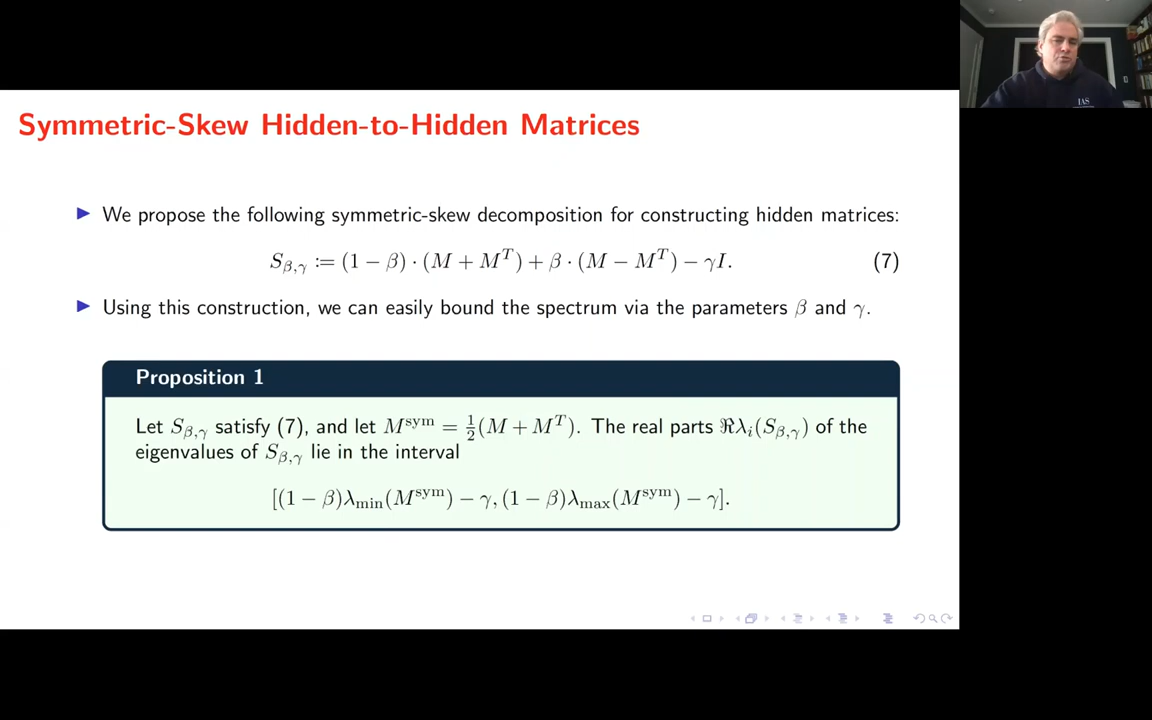 Symmetric-Skew Hidden-to-Hidden Matrices
▶ We propose the following symmetric-skew decomposition for constructing hidden matrices:
S_{β,γ} := (1 − β) · (M + M^T) + β · (M − M^T) − γI. (7)
▶ Using this construction, we can easily bound the spectrum via the parameters β and γ.
Proposition 1
Let S_{β,γ} satisfy (7), and let M^{sym} = \frac{1}{2}(M + M^T). The real parts ℜλ_i(S_{β,γ}) of the
eigenvalues of S_{β,γ} lie in the interval
[(1 − β)λ_{min}(M^{sym}) − γ, (1 − β)λ_{max}(M^{sym}) − γ].
IAS